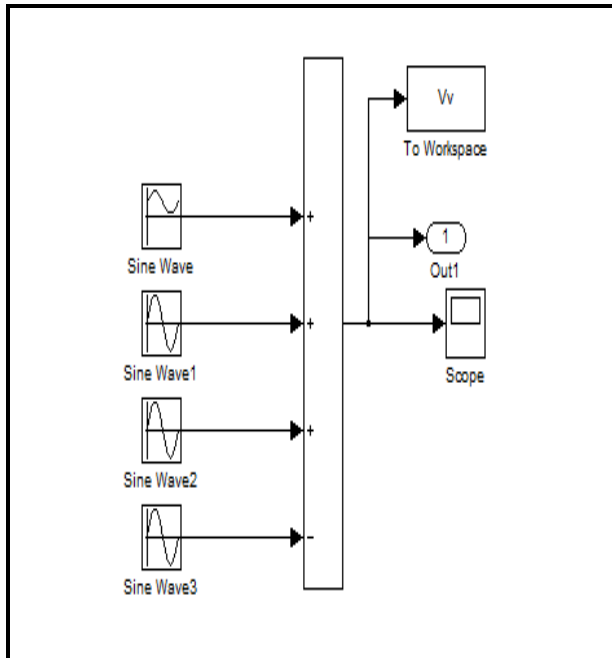 Vv
To Workspace
+
Sine Wave
1
Out1
+
Sine Wave1
Scope
+
Sine Wave2
−
Sine Wave3